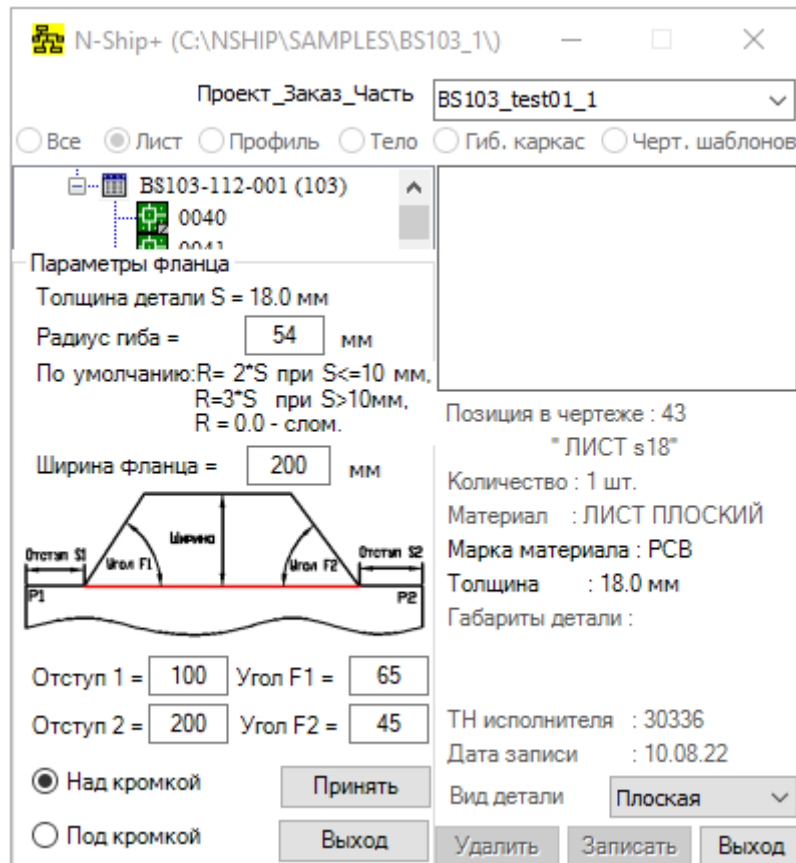 N-Ship+ (C:\NSHIP\SAMPLES\BS103_1\)
Проект_Заказ_Часть BS103_test01_1
Все Лист Профиль Тело Гиб. каркас Черт. шаблонов
BS103-112-001 (103)
0040
0041
Параметры фланца
Толщина детали S = 18.0 мм
Радиус гиба = 54 мм
По умолчанию:R= 2*S при S<=10 мм,
R=3*S при S>10мм,
R = 0.0 - слом.
Ширина фланца = 200 мм
Отступ S1 Угол F1 Ширина Угол F2 Отступ S2
P1 P2
Отступ 1 = 100 Угол F1 = 65
Отступ 2 = 200 Угол F2 = 45
Над кромкой Принять
Под кромкой Выход
Позиция в чертеже : 43
" ЛИСТ s18"
Количество : 1 шт.
Материал : ЛИСТ ПЛОСКИЙ
Марка материала : РСВ
Толщина : 18.0 мм
Габариты детали :
ТН исполнителя : 30336
Дата записи : 10.08.22
Вид детали Плоская
Удалить Записать Выход